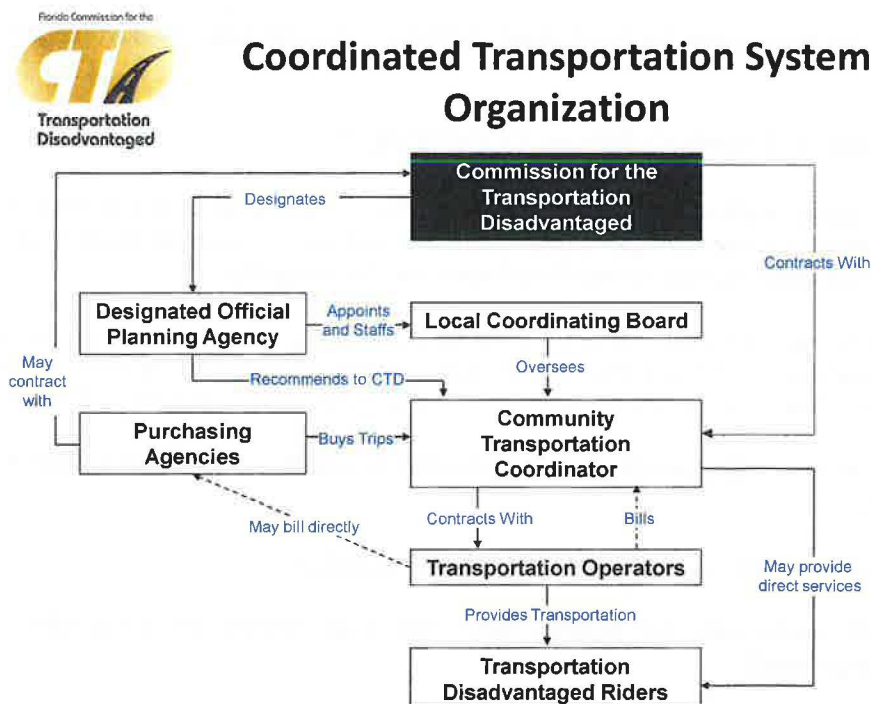 Florida Commission for the
CTD
Transportation
Disadvantaged
Coordinated Transportation System
Organization
Commission for the
Transportation
Disadvantaged
Designates
Contracts With
Designated Official
Planning Agency
Appoints
and Staffs
Local Coordinating Board
May
contract
with
Recommends to CTD
Oversees
Purchasing
Agencies
Buys Trips
Community
Transportation
Coordinator
May bill directly
Contracts With
Bills
Transportation Operators
May provide
direct services
Provides Transportation
Transportation
Disadvantaged Riders